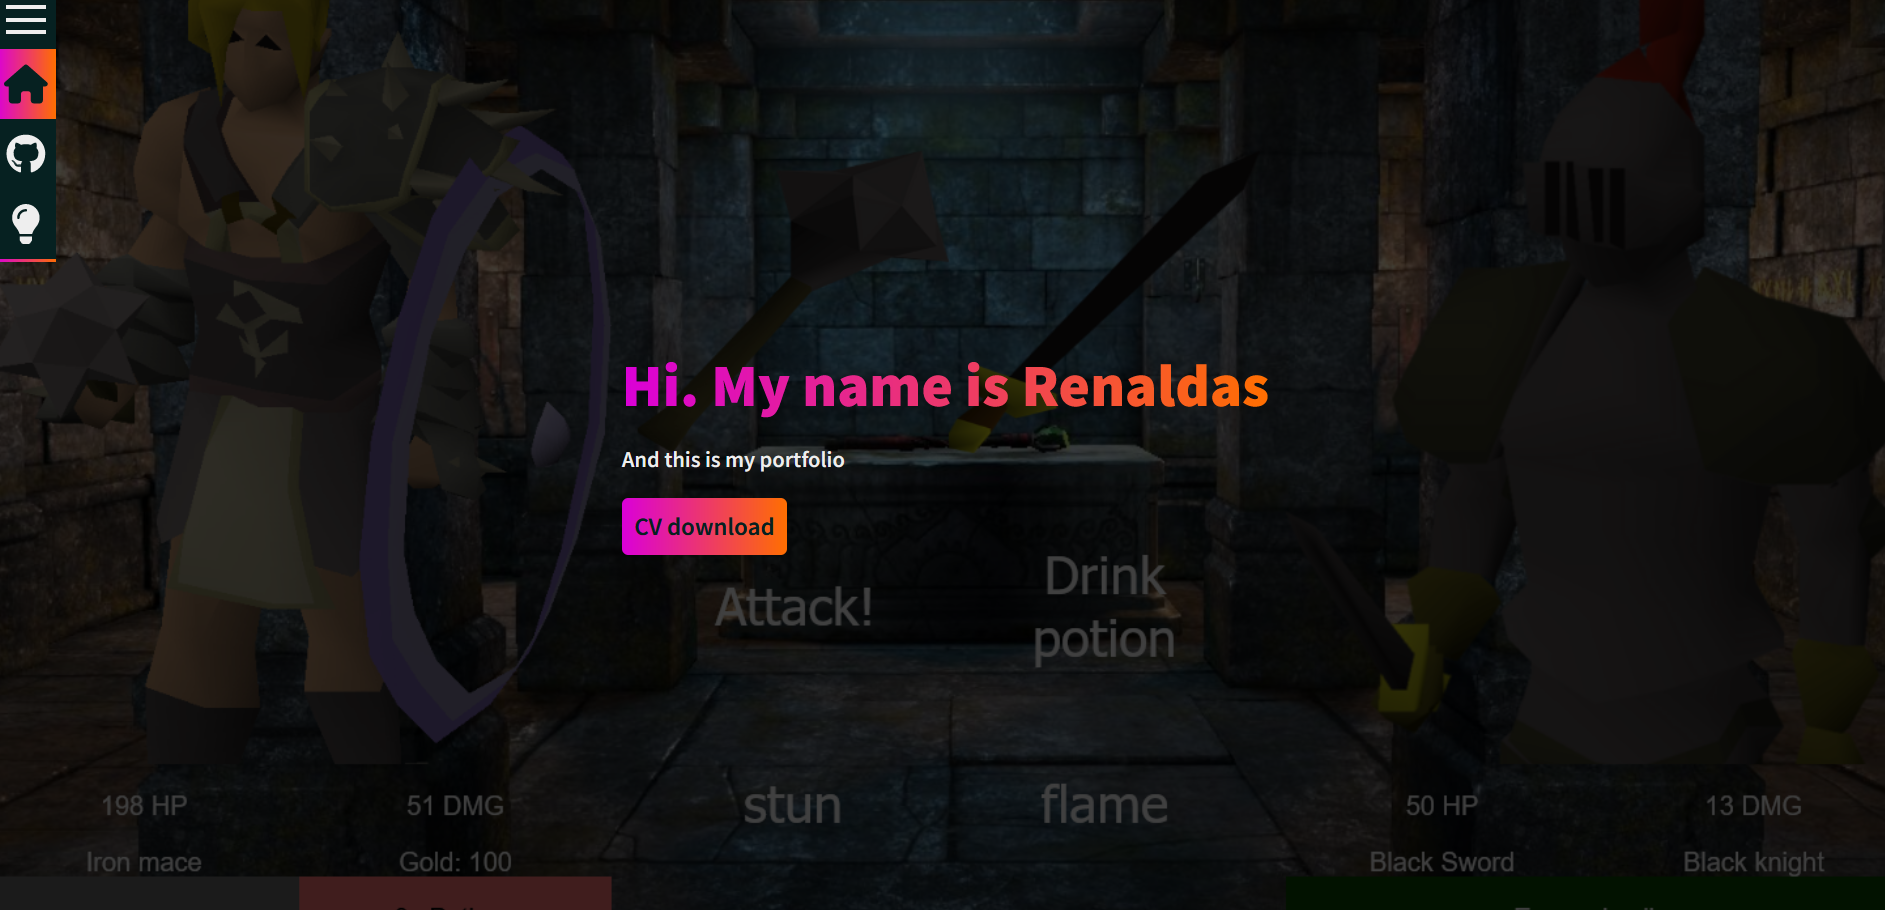 Hi. My name is Renaldas
And this is my portfolio
CV download
Attack!
Drink
potion
stun
flame
198 HP
51 DMG
50 HP
13 DMG
Iron mace
Gold: 100
Black Sword
Black knight